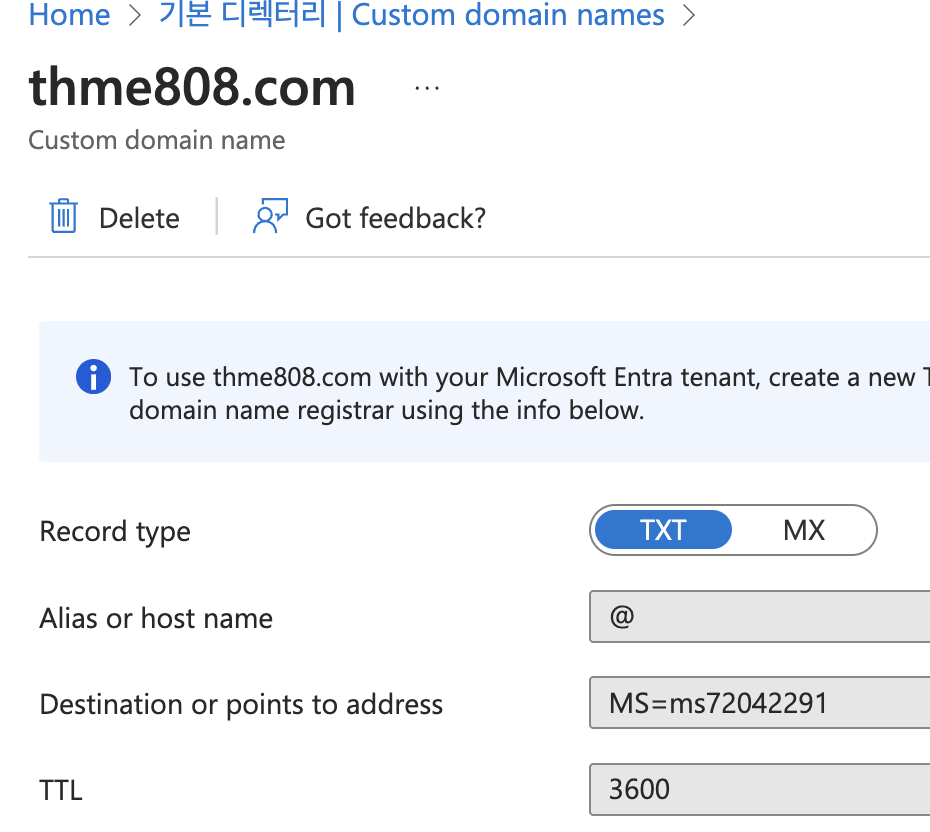 Home > 기본 디렉터리 | Custom domain names >
thme808.com ...
Custom domain name
Delete | Got feedback?
To use thme808.com with your Microsoft Entra tenant, create a new
domain name registrar using the info below.
Record type TXT MX
Alias or host name @
Destination or points to address MS=ms72042291
TTL 3600